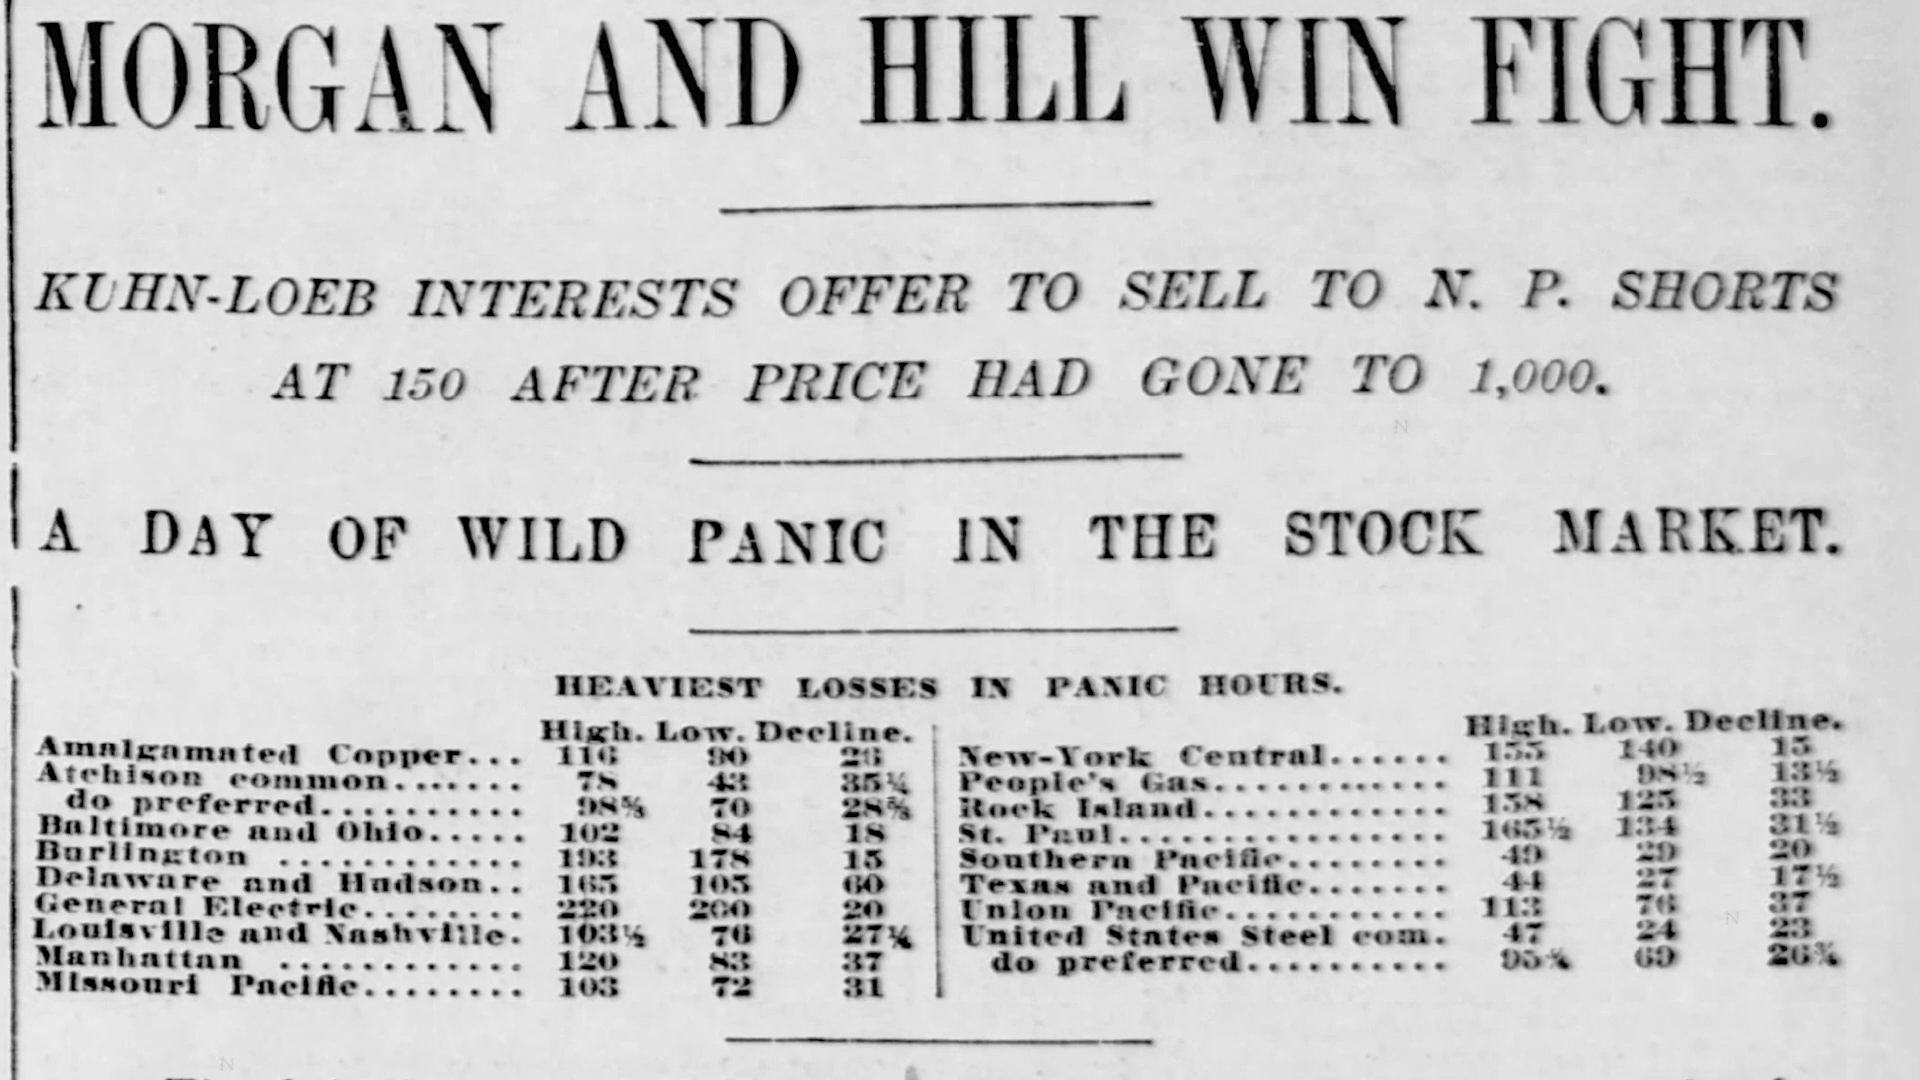 MORGAN AND HILL WIN FIGHT.
KUHN-LOEB INTERESTS OFFER TO SELL TO N. P. SHORTS
AT 150 AFTER PRICE HAD GONE TO 1,000.
A DAY OF WILD PANIC IN THE STOCK MARKET.
HEAVIEST LOSSES IN PANIC HOURS.
High. Low. Decline.
Amalgamated Copper... 116 90 26
Atchison common....... 78 43 35¼
do preferred.......... 98⅝ 70 28⅝
Baltimore and Ohio..... 102 84 18
Burlington ............ 193 178 15
Delaware and Hudson.. 165 105 60
General Electric........ 220 200 20
Louisville and Nashville. 103½ 76 27¼
Manhattan ............ 120 83 37
Missouri Pacific........ 103 72 31
High. Low. Decline.
New-York Central...... 155 140 15
People's Gas............ 111 98½ 13½
Rock Island............ 158 125 33
St. Paul................. 165½ 134 31½
Southern Pacific........ 49 29 20
Texas and Pacific....... 44 27 17½
Union Pacific........... 113 76 37
United States Steel com. 47 24 23
do preferred.......... 95¾ 69 26¾